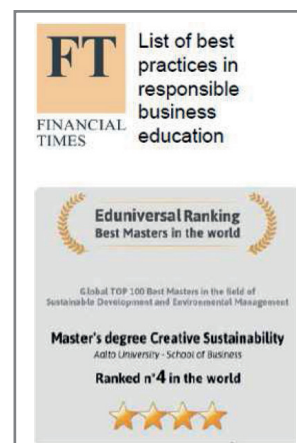 FT
FINANCIAL
TIMES
List of best
practices in
responsible
business
education
Eduniversal Ranking
Best Masters in the world
Global TOP 100 Best Masters in the field of
Sustainable Development and Environmental Management
Master's degree Creative Sustainability
Aalto University - School of Business
Ranked n°4 in the world